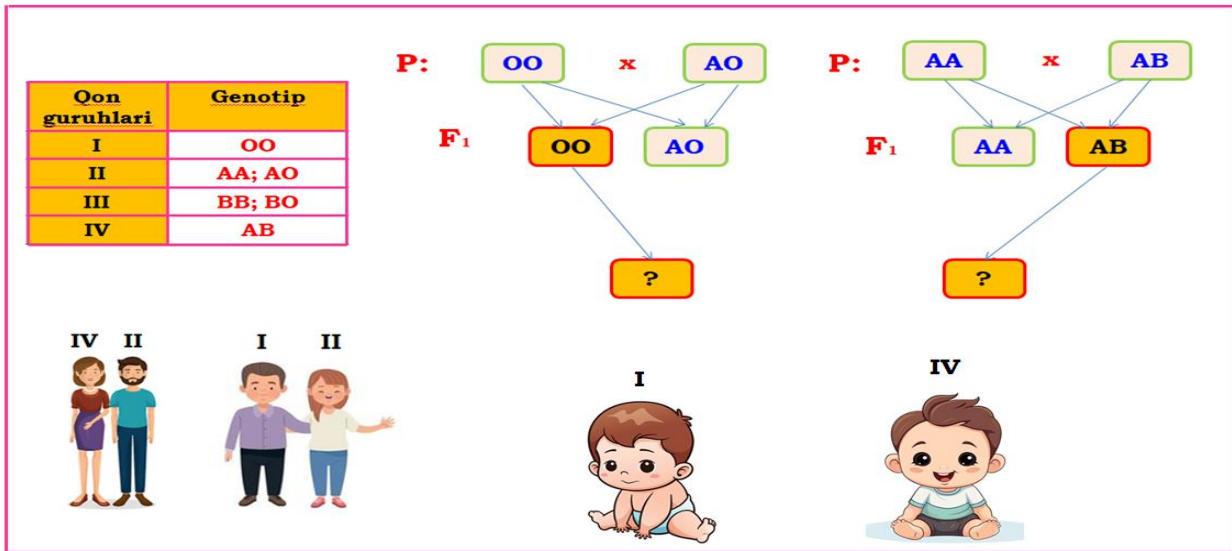 P: OO x AO
P: AA x AB
Qon guruhlari Genotip
I OO
II AA; AO
III BB; BO
IV AB
F₁ OO AO
F₁ AA AB
?
?
IV II
I II
I
IV